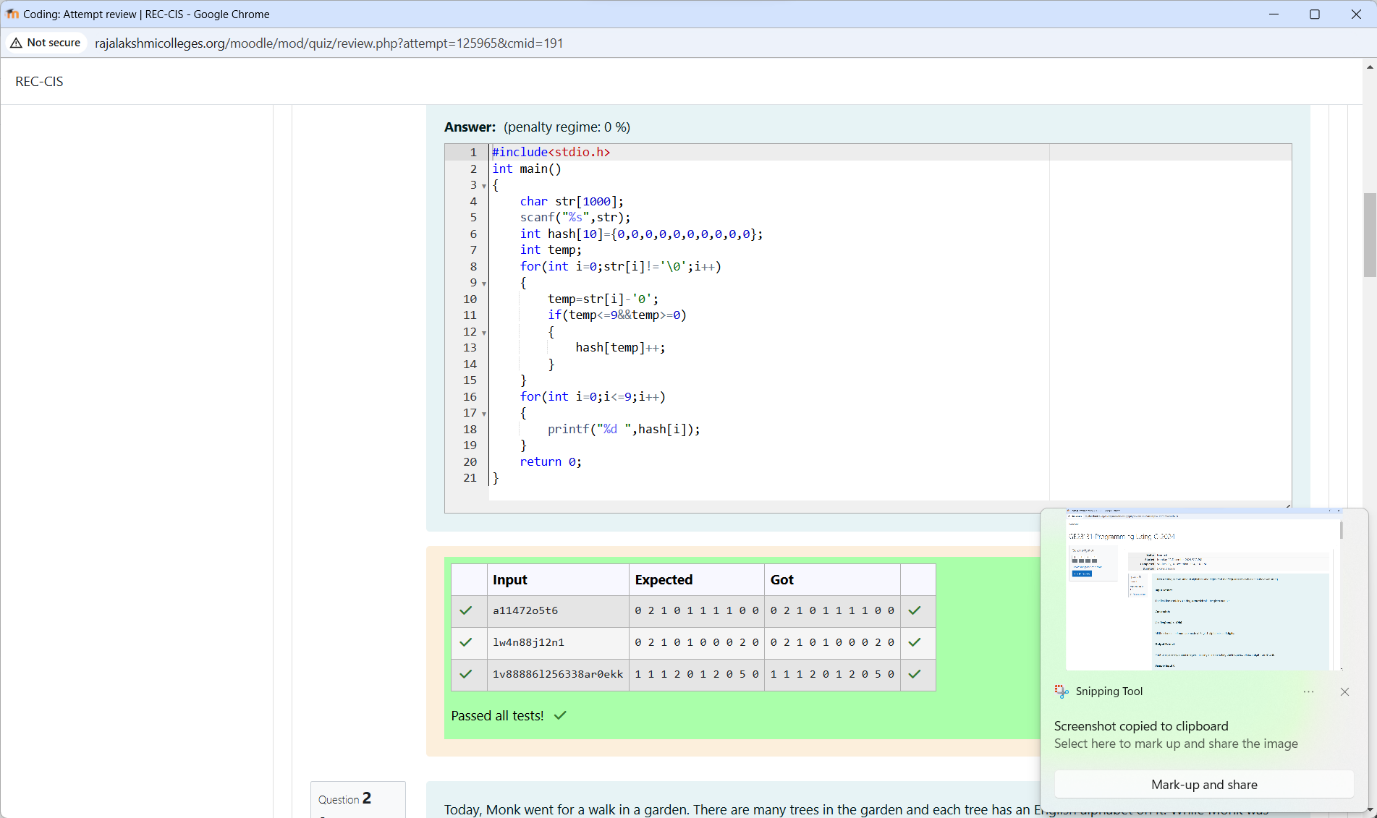 Coding: Attempt review | REC-CIS - Google Chrome
Not secure
rajalakshmicolleges.org/moodle/mod/quiz/review.php?attempt=125965&cmid=191
REC-CIS
Answer: (penalty regime: 0 %)
1 #include<stdio.h>
2 int main()
3 {
4 char str[1000];
5 scanf("%s",str);
6 int hash[10]={0,0,0,0,0,0,0,0,0,0};
7 int temp;
8 for(int i=0;str[i]!='\0';i++)
9 {
10 temp=str[i]-'0';
11 if(temp<=9&&temp>=0)
12 {
13 hash[temp]++;
14 }
15 }
16 for(int i=0;i<=9;i++)
17 {
18 printf("%d ",hash[i]);
19 }
20 return 0;
21 }
Input Expected Got
a11472o5t6 0 2 1 0 1 1 1 1 0 0 0 2 1 0 1 1 1 1 0 0
lw4n88j12n1 0 2 1 0 1 0 0 0 2 0 0 2 1 0 1 0 0 0 2 0
1v88886l256338ar0ekk 1 1 1 2 0 1 2 0 5 0 1 1 1 2 0 1 2 0 5 0
Passed all tests!
GE23131-Programming Using C-2024
Snipping Tool
Screenshot copied to clipboard
Select here to mark up and share the image
Mark-up and share
Question 2
Today, Monk went for a walk in a garden. There are many trees in the garden and each tree has an English alphabet on it. While Monk was